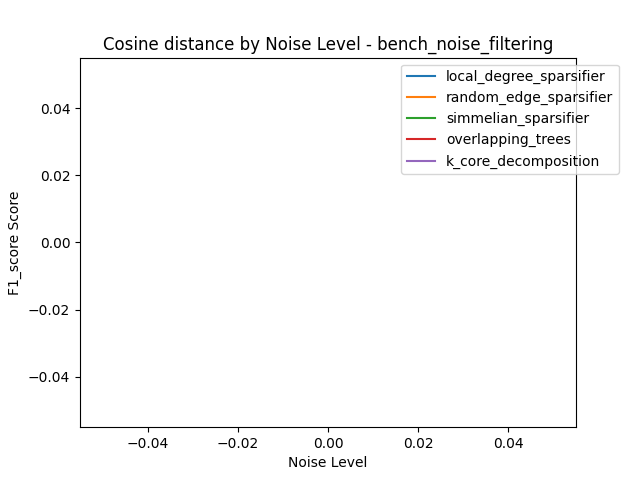 Cosine distance by Noise Level - bench_noise_filtering
local_degree_sparsifier
random_edge_sparsifier
simmelian_sparsifier
overlapping_trees
k_core_decomposition
F1_score Score
0.04
0.02
0.00
−0.02
−0.04
−0.04
−0.02
0.00
0.02
0.04
Noise Level